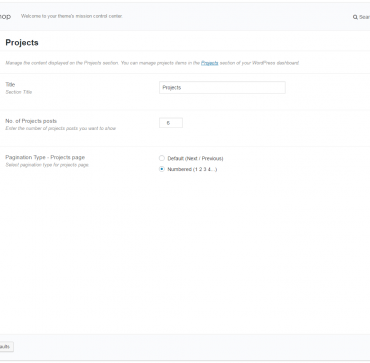 Welcome to your theme's mission control center.
Projects
Manage the content displayed on the Projects section. You can manage projects items in the Projects section of your WordPress dashboard.
Title
Projects
Section Title
No. of Projects posts
6
Enter the number of projects posts you want to show
Pagination Type - Projects page
Default (Next / Previous)
Select pagination type for projects page.
Numbered (1 2 3 4...)